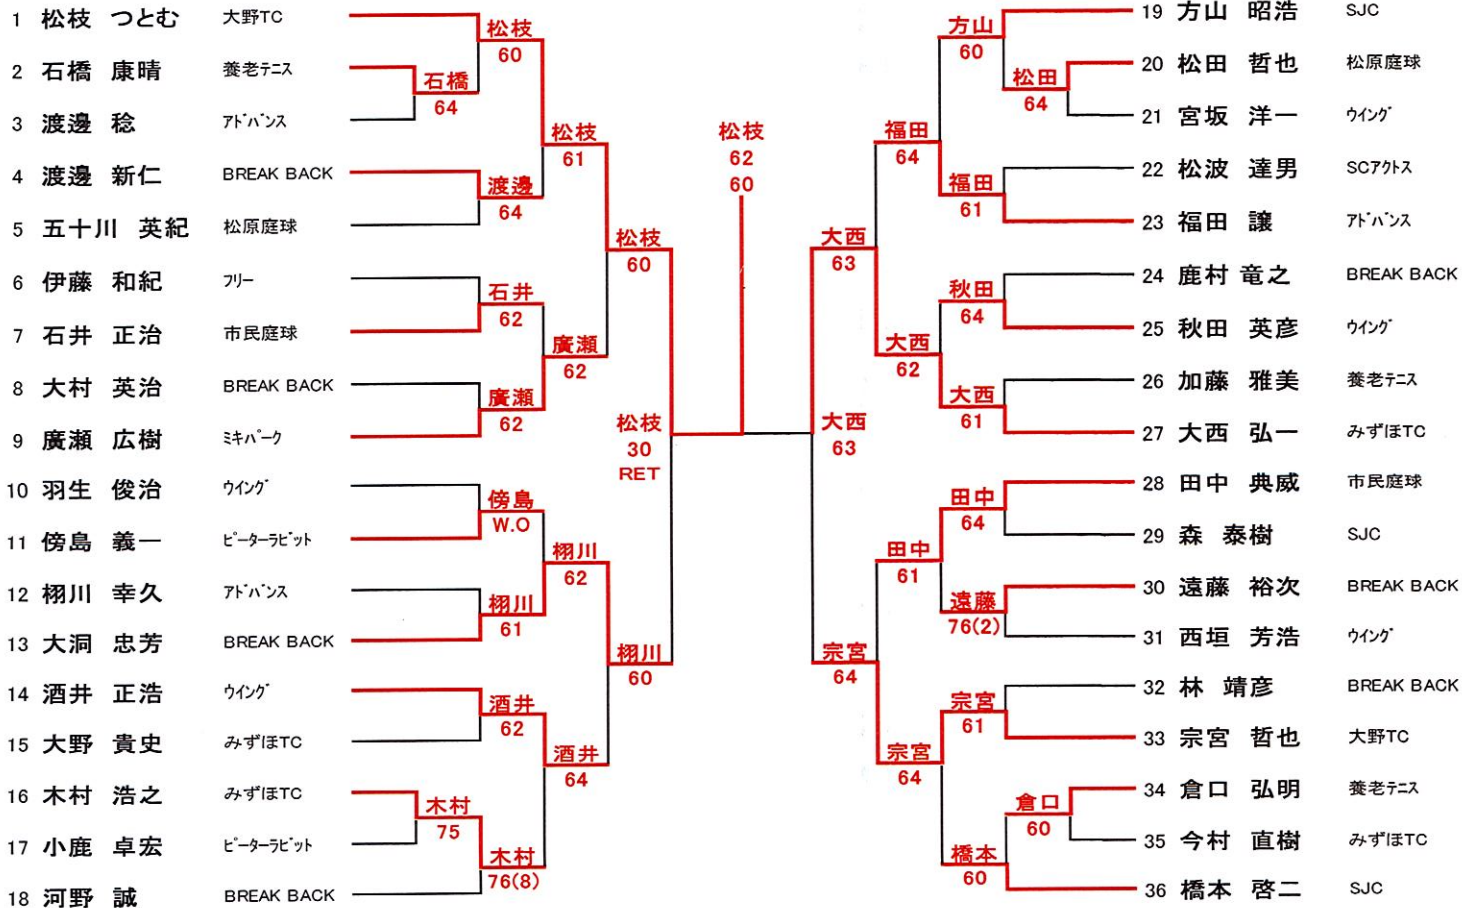 1 松枝 つとむ 大野TC
2 石橋 康晴 養老テニス
3 渡邊 稔 アドバンス
4 渡邊 新仁 BREAK BACK
5 五十川 英紀 松原庭球
6 伊藤 和紀 フリー
7 石井 正治 市民庭球
8 大村 英治 BREAK BACK
9 廣瀬 広樹 ミキパーク
10 羽生 俊治 ウイング
11 傍島 義一 ピーターラビット
12 栩川 幸久 アドバンス
13 大洞 忠芳 BREAK BACK
14 酒井 正浩 ウイング
15 大野 貴史 みずほTC
16 木村 浩之 みずほTC
17 小鹿 卓宏 ピーターラビット
18 河野 誠 BREAK BACK
石橋
64
木村
75
松枝
60
渡邊
64
石井
62
廣瀬
62
傍島
W.O
栩川
61
酒井
62
木村
76(8)
松枝
61
廣瀬
62
栩川
62
酒井
64
松枝
60
栩川
60
松枝
30
RET
松枝
62
60
大西
63
大西
63
宗宮
64
福田
64
大西
62
田中
61
宗宮
64
方山
60
福田
61
秋田
64
大西
61
田中
64
遠藤
76(2)
宗宮
61
橋本
60
松田
64
倉口
60
19 方山 昭浩 SJC
20 松田 哲也 松原庭球
21 宮坂 洋一 ウイング
22 松波 達男 SCアクトス
23 福田 譲 アドバンス
24 鹿村 竜之 BREAK BACK
25 秋田 英彦 ウイング
26 加藤 雅美 養老テニス
27 大西 弘一 みずほTC
28 田中 典威 市民庭球
29 森 泰樹 SJC
30 遠藤 裕次 BREAK BACK
31 西垣 芳浩 ウイング
32 林 靖彦 BREAK BACK
33 宗宮 哲也 大野TC
34 倉口 弘明 養老テニス
35 今村 直樹 みずほTC
36 橋本 啓二 SJC